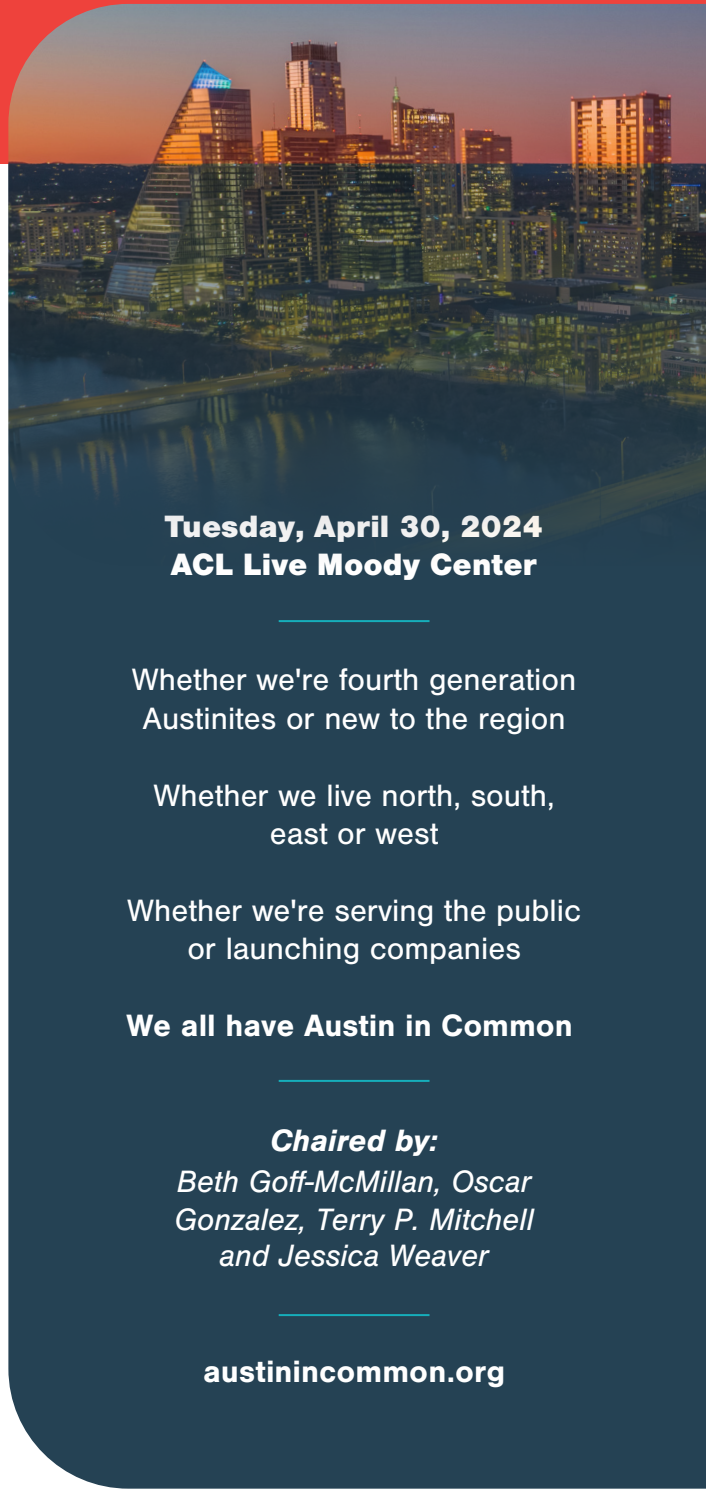 Tuesday, April 30, 2024
ACL Live Moody Center
Whether we're fourth generation
Austinites or new to the region
Whether we live north, south,
east or west
Whether we're serving the public
or launching companies
We all have Austin in Common
Chaired by:
Beth Goff-McMillan, Oscar
Gonzalez, Terry P. Mitchell
and Jessica Weaver
austinincommon.org